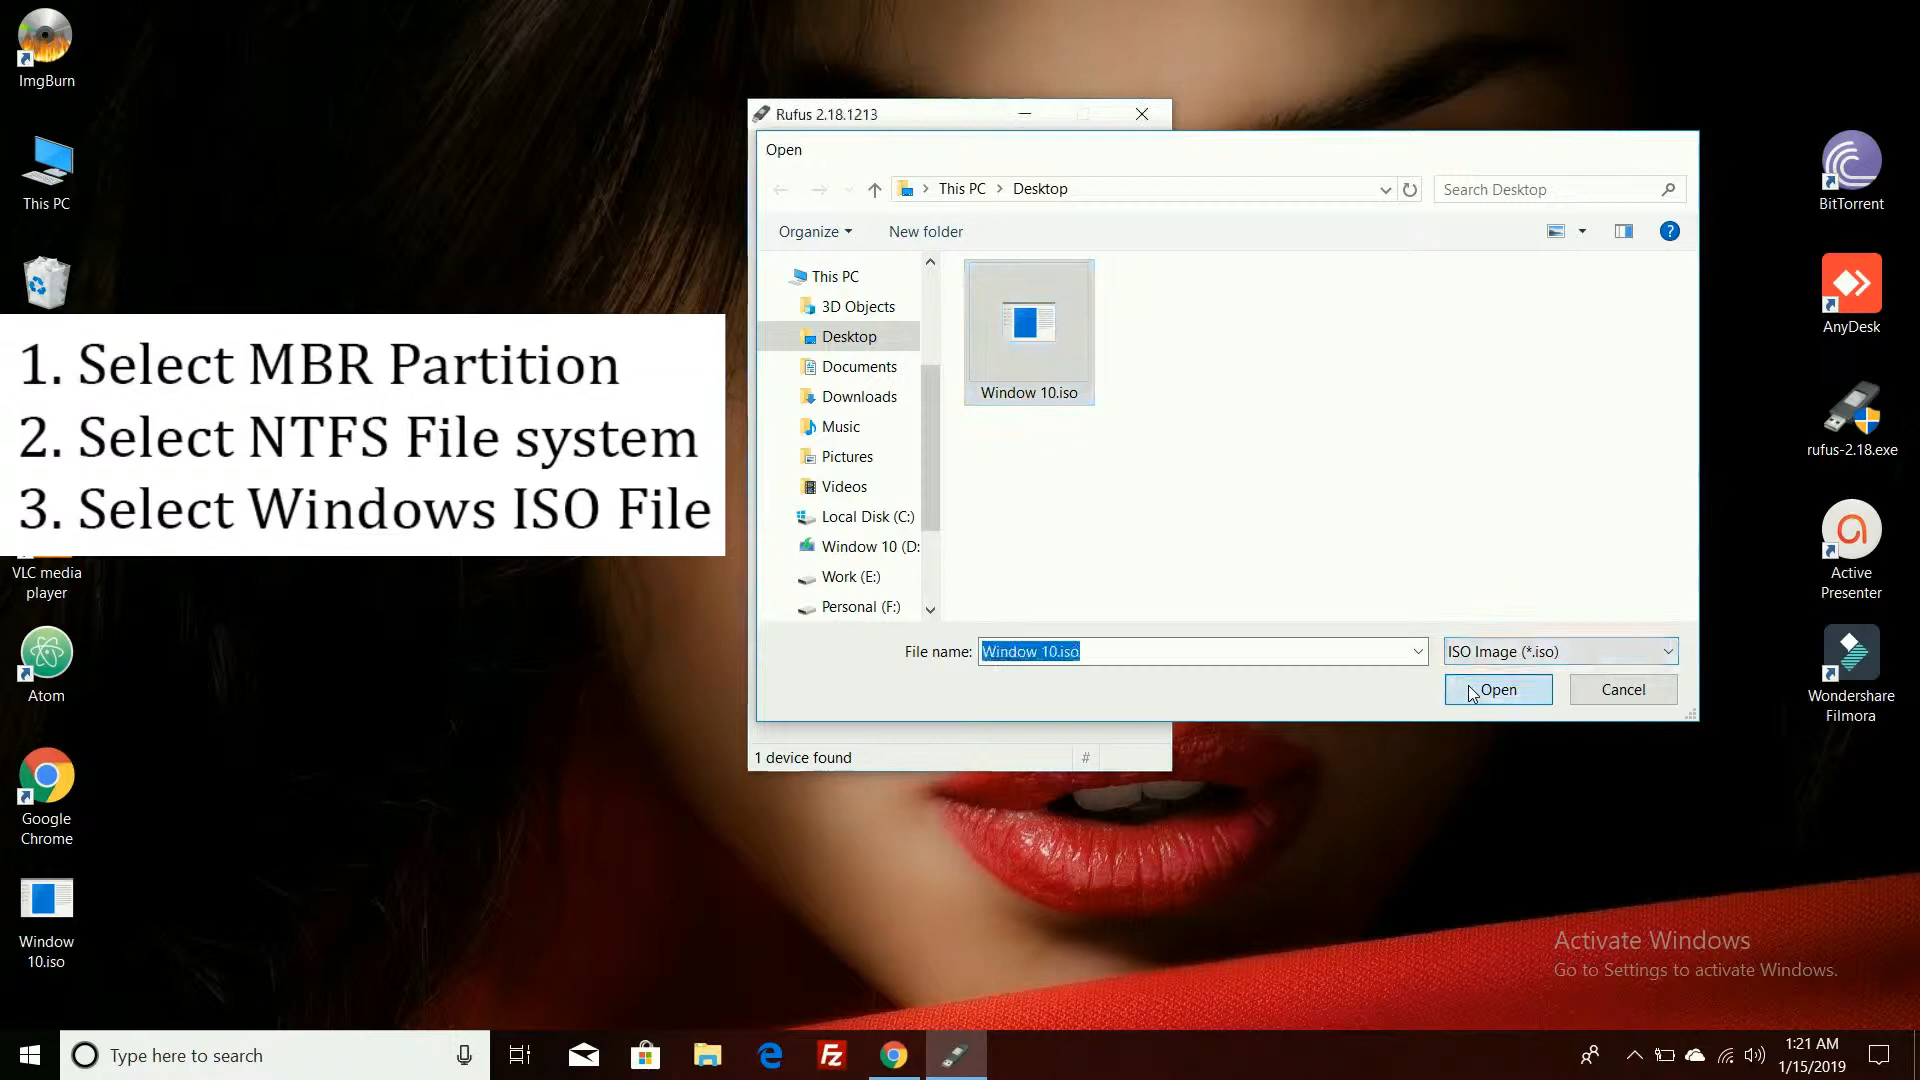 ImgBurn
This PC
1. Select MBR Partition
2. Select NTFS File system
3. Select Windows ISO File
VLC media
player
Atom
Google
Chrome
Window
10.iso
Rufus 2.18.1213
Open
This PC
Desktop
Search Desktop
Organize
New folder
This PC
3D Objects
Desktop
Documents
Downloads
Music
Pictures
Videos
Local Disk (C:)
Window 10 (D:
Work (E:)
Personal (F:)
Window 10.iso
File name:
Window 10.iso
ISO Image (*.iso)
Open
Cancel
1 device found
#
BitTorrent
AnyDesk
rufus-2.18.exe
Active
Presenter
Wondershare
Filmora
Activate Windows
Go to Settings to activate Windows.
Type here to search
1:21 AM
1/15/2019